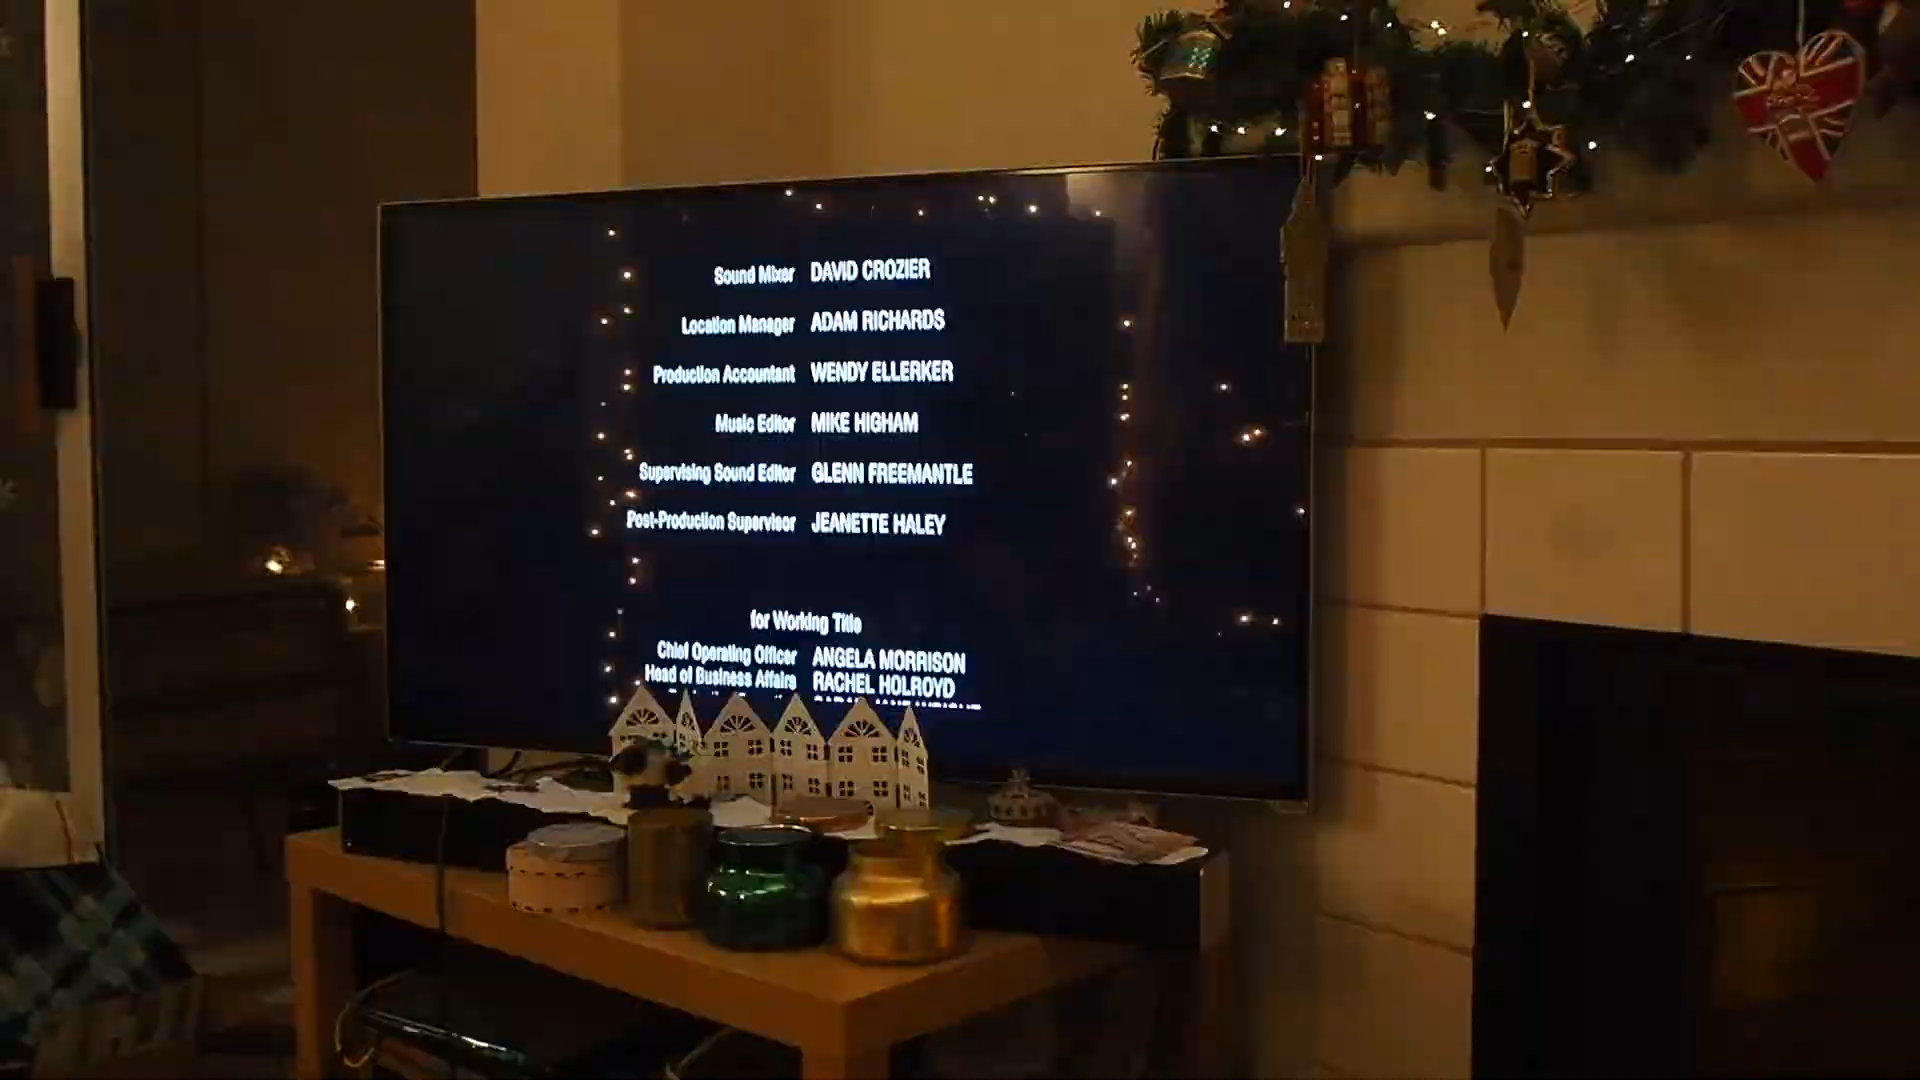 Sound Mixer DAVID CROZIER
Location Manager ADAM RICHARDS
Production Accountant WENDY ELLERKER
Music Editor MIKE HIGHAM
Supervising Sound Editor GLENN FREEMANTLE
Post-Production Supervisor JEANETTE HALEY
for Working Title
Chief Operating Officer ANGELA MORRISON
Head of Business Affairs RACHEL HOLROYD